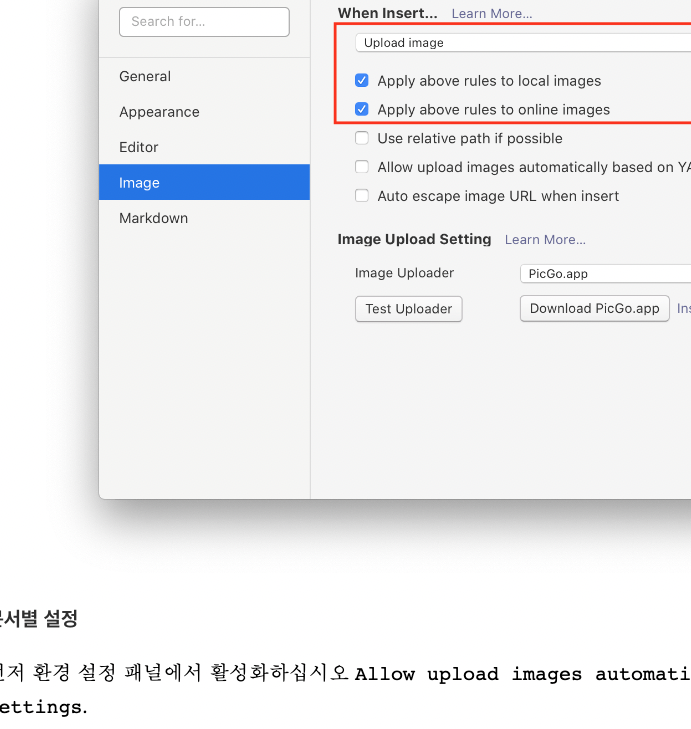 When Insert... Learn More...
Search for...
Upload image
General
Apply above rules to local images
Appearance
Apply above rules to online images
Use relative path if possible
Editor
Allow upload images automatically based on
Image
Auto escape image URL when insert
Markdown
Image Upload Setting Learn More...
Image Uploader PicGo.app
Test Uploader Download PicGo.app
문서별 설정
먼저 환경 설정 패널에서 활성화하십시오 Allow upload images automati
ettings.